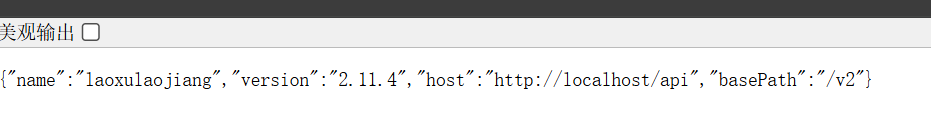 美观输出
{"name":"laoxulaojiang","version":"2.11.4","host":"http://localhost/api","basePath":"/v2"}